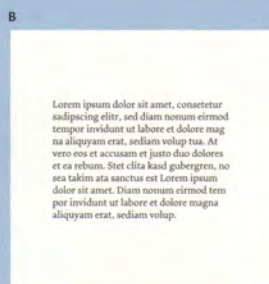 B
Lorem ipsum dolor sit amet, consetetur
sadipscing elitr, sed diam nonum eirmod
tempor invidunt ut labore et dolore mag
na aliquyam erat, sediam volup tua. At
vero eos et accusam et justo duo dolores
et ea rebum. Stet clita kasd gubergren, no
sea takim ata sanctus est Lorem ipsum
dolor sit amet. Diam nonum eirmod tem
por invidunt ut labore et dolore magna
aliquyam erat, sediam volup.